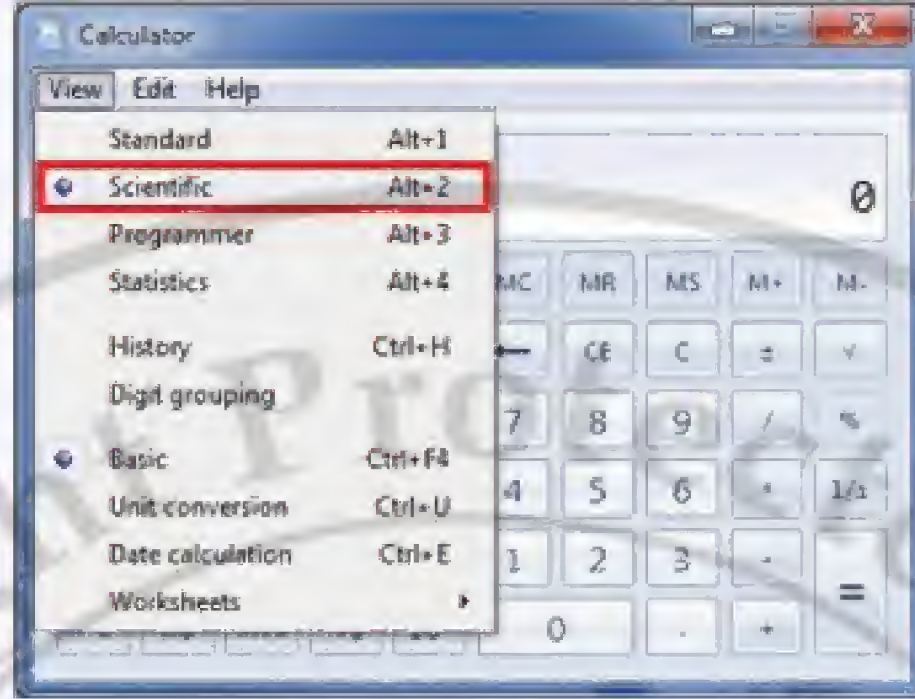 Calculator
View Edit Help
Standard Alt+1
Scientific Alt+2
0
Programmer Alt+3
Statistics Alt+4
MC MR MS M+ M-
History Ctrl+H
← CE C ± √
Digit grouping
7 8 9 / %
Basic Ctrl+F4
4 5 6 * 1/x
Unit conversion Ctrl+U
Date calculation Ctrl+E
1 2 3 - =
Worksheets
0 . +